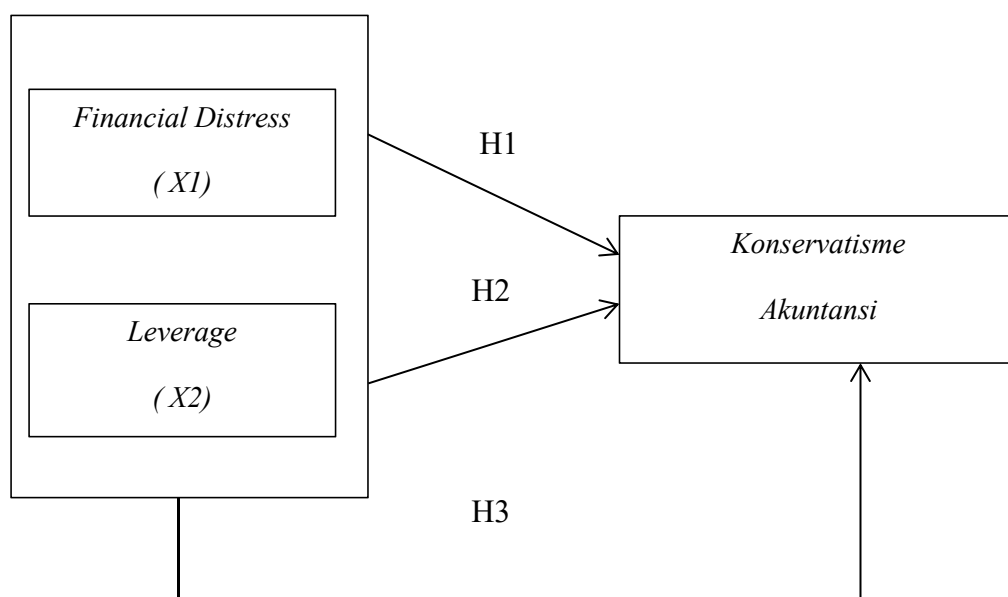 Financial Distress
( X1)
H1
Konservatisme
Akuntansi
H2
Leverage
( X2)
H3